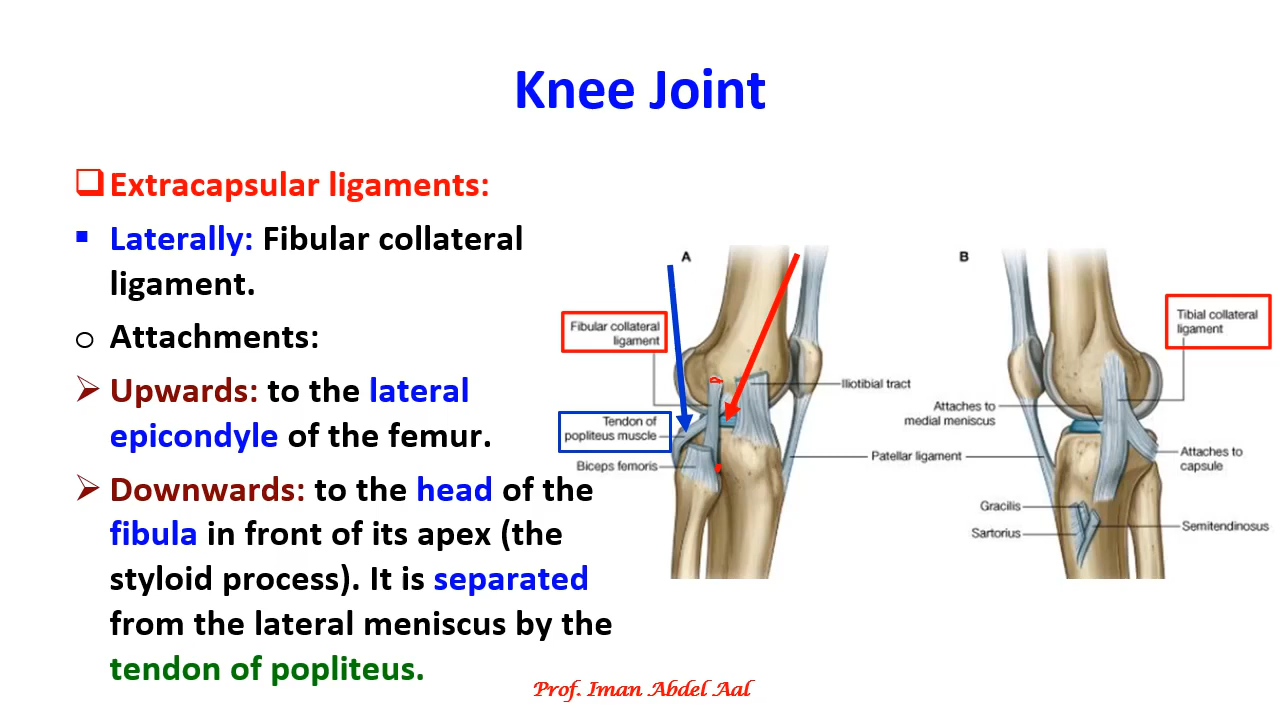 Knee Joint
Extracapsular ligaments:
Laterally: Fibular collateral
ligament.
Attachments:
Upwards: to the lateral
epicondyle of the femur.
Downwards: to the head of the
fibula in front of its apex (the
styloid process). It is separated
from the lateral meniscus by the
tendon of popliteus.
A
Fibular collateral
ligament
Tendon of
popliteus muscle
Biceps femoris
Iliotibial tract
Patellar ligament
B
Tibial collateral
ligament
Attaches to
medial meniscus
Attaches to
capsule
Gracilis
Sartorius
Semitendinosus
Prof. Iman Abdel Aal